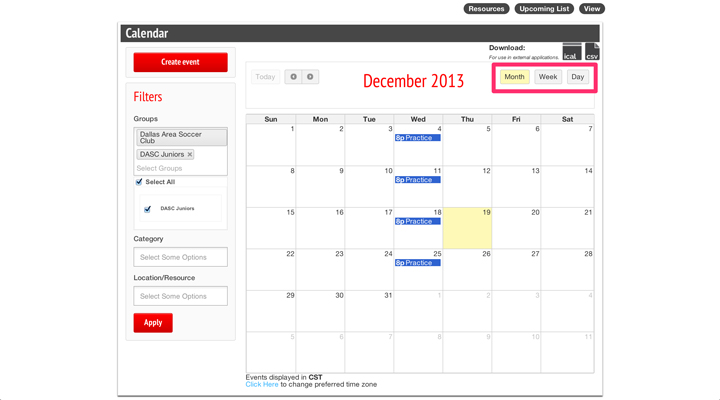 Resources Upcoming List View
Calendar
Create event
Filters
Groups
Dallas Area Soccer
Club
DASC Juniors
Select Groups
Select All
DASC Juniors
Category
Select Some Options
Location/Resource
Select Some Options
Apply
Download:
For use in external applications.
ical csv
Today
December 2013
Month Week Day
Sun Mon Tue Wed Thu Fri Sat
1 2 3 4 5 6 7
Sp Practice
8 9 10 11 12 13 14
Sp Practice
15 16 17 18 19 20 21
Sp Practice
22 23 24 25 26 27 28
Sp Practice
29 30 31 1 2 3 4
5 6 7 8 9 10 11
Events displayed in CST
Click Here to change preferred time zone